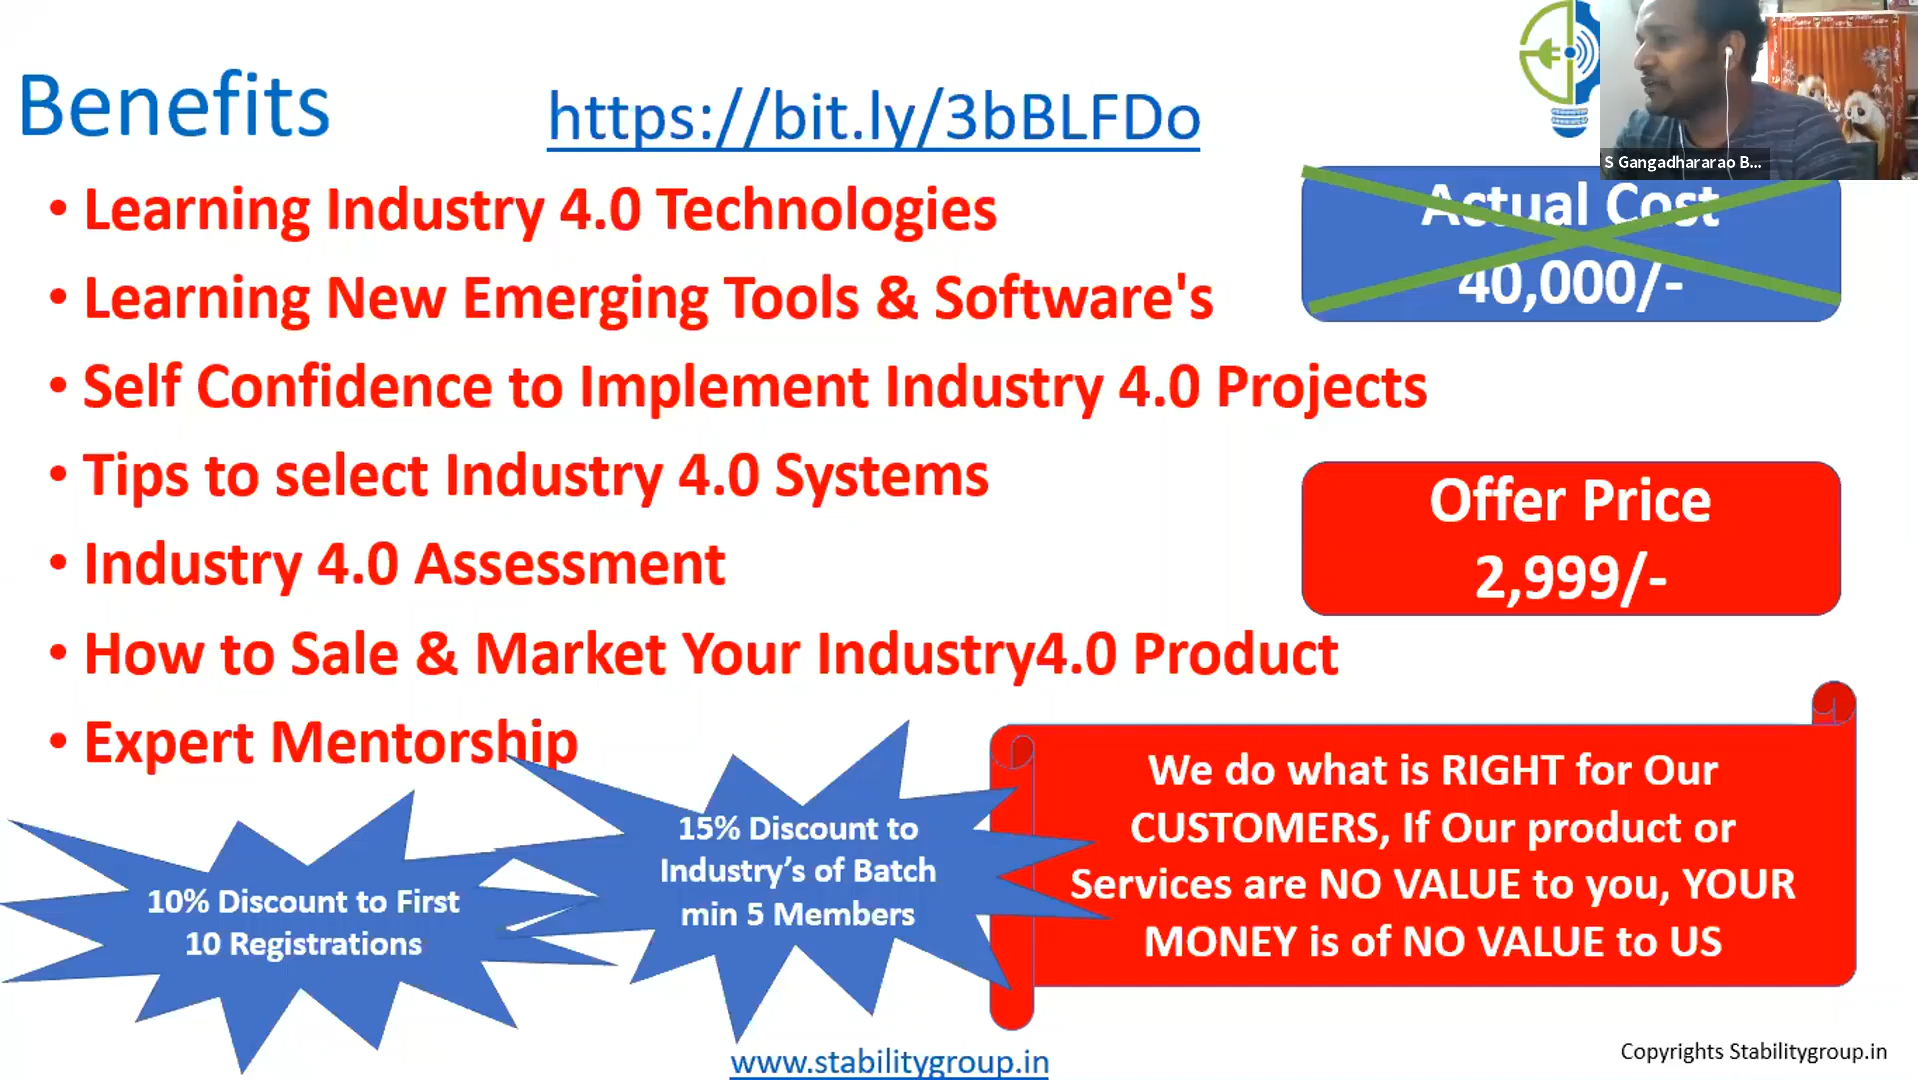 Benefits
https://bit.ly/3bBLFDo
S Gangadhararao B...
• Learning Industry 4.0 Technologies
• Learning New Emerging Tools & Software's
• Self Confidence to Implement Industry 4.0 Projects
• Tips to select Industry 4.0 Systems
• Industry 4.0 Assessment
• How to Sale & Market Your Industry4.0 Product
• Expert Mentorship
Actual Cost
40,000/-
Offer Price
2,999/-
10% Discount to First
10 Registrations
15% Discount to
Industry’s of Batch
min 5 Members
We do what is RIGHT for Our
CUSTOMERS, If Our product or
Services are NO VALUE to you, YOUR
MONEY is of NO VALUE to US
www.stabilitygroup.in
Copyrights Stabilitygroup.in